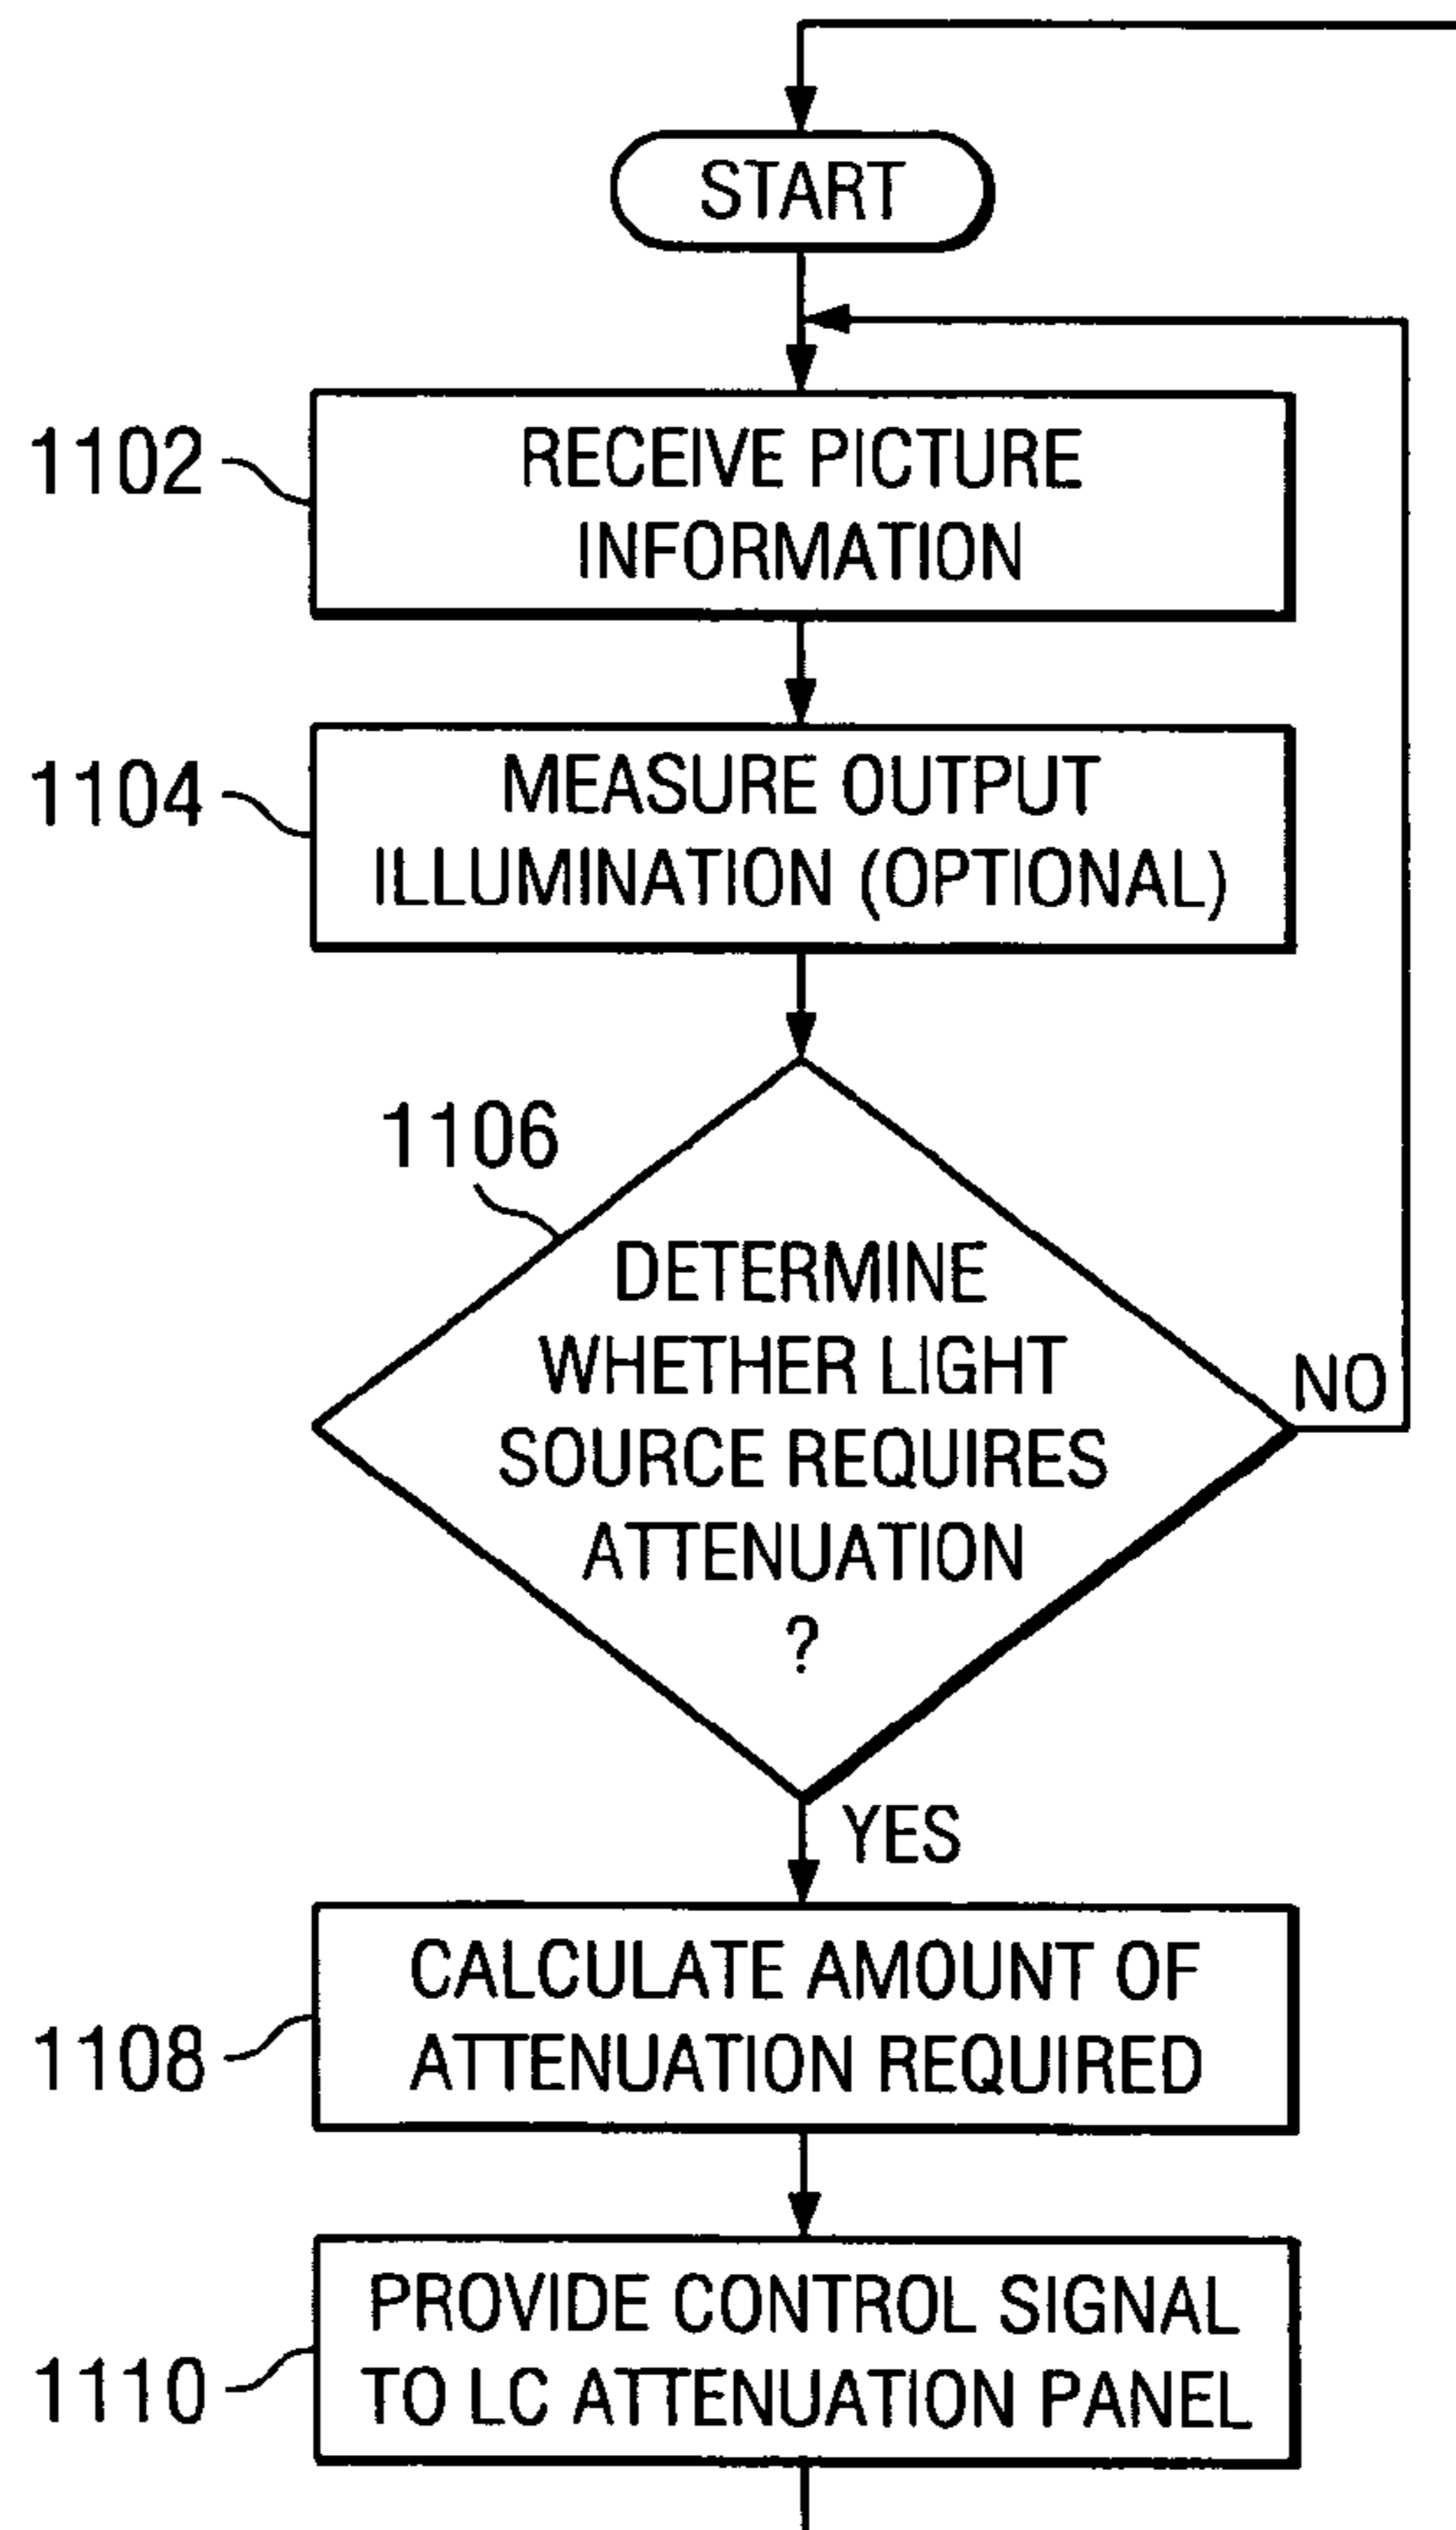 START
1102
RECEIVE PICTURE
INFORMATION
1104
MEASURE OUTPUT
ILLUMINATION (OPTIONAL)
1106
DETERMINE
WHETHER LIGHT
SOURCE REQUIRES
ATTENUATION
?
NO
YES
1108
CALCULATE AMOUNT OF
ATTENUATION REQUIRED
1110
PROVIDE CONTROL SIGNAL
TO LC ATTENUATION PANEL